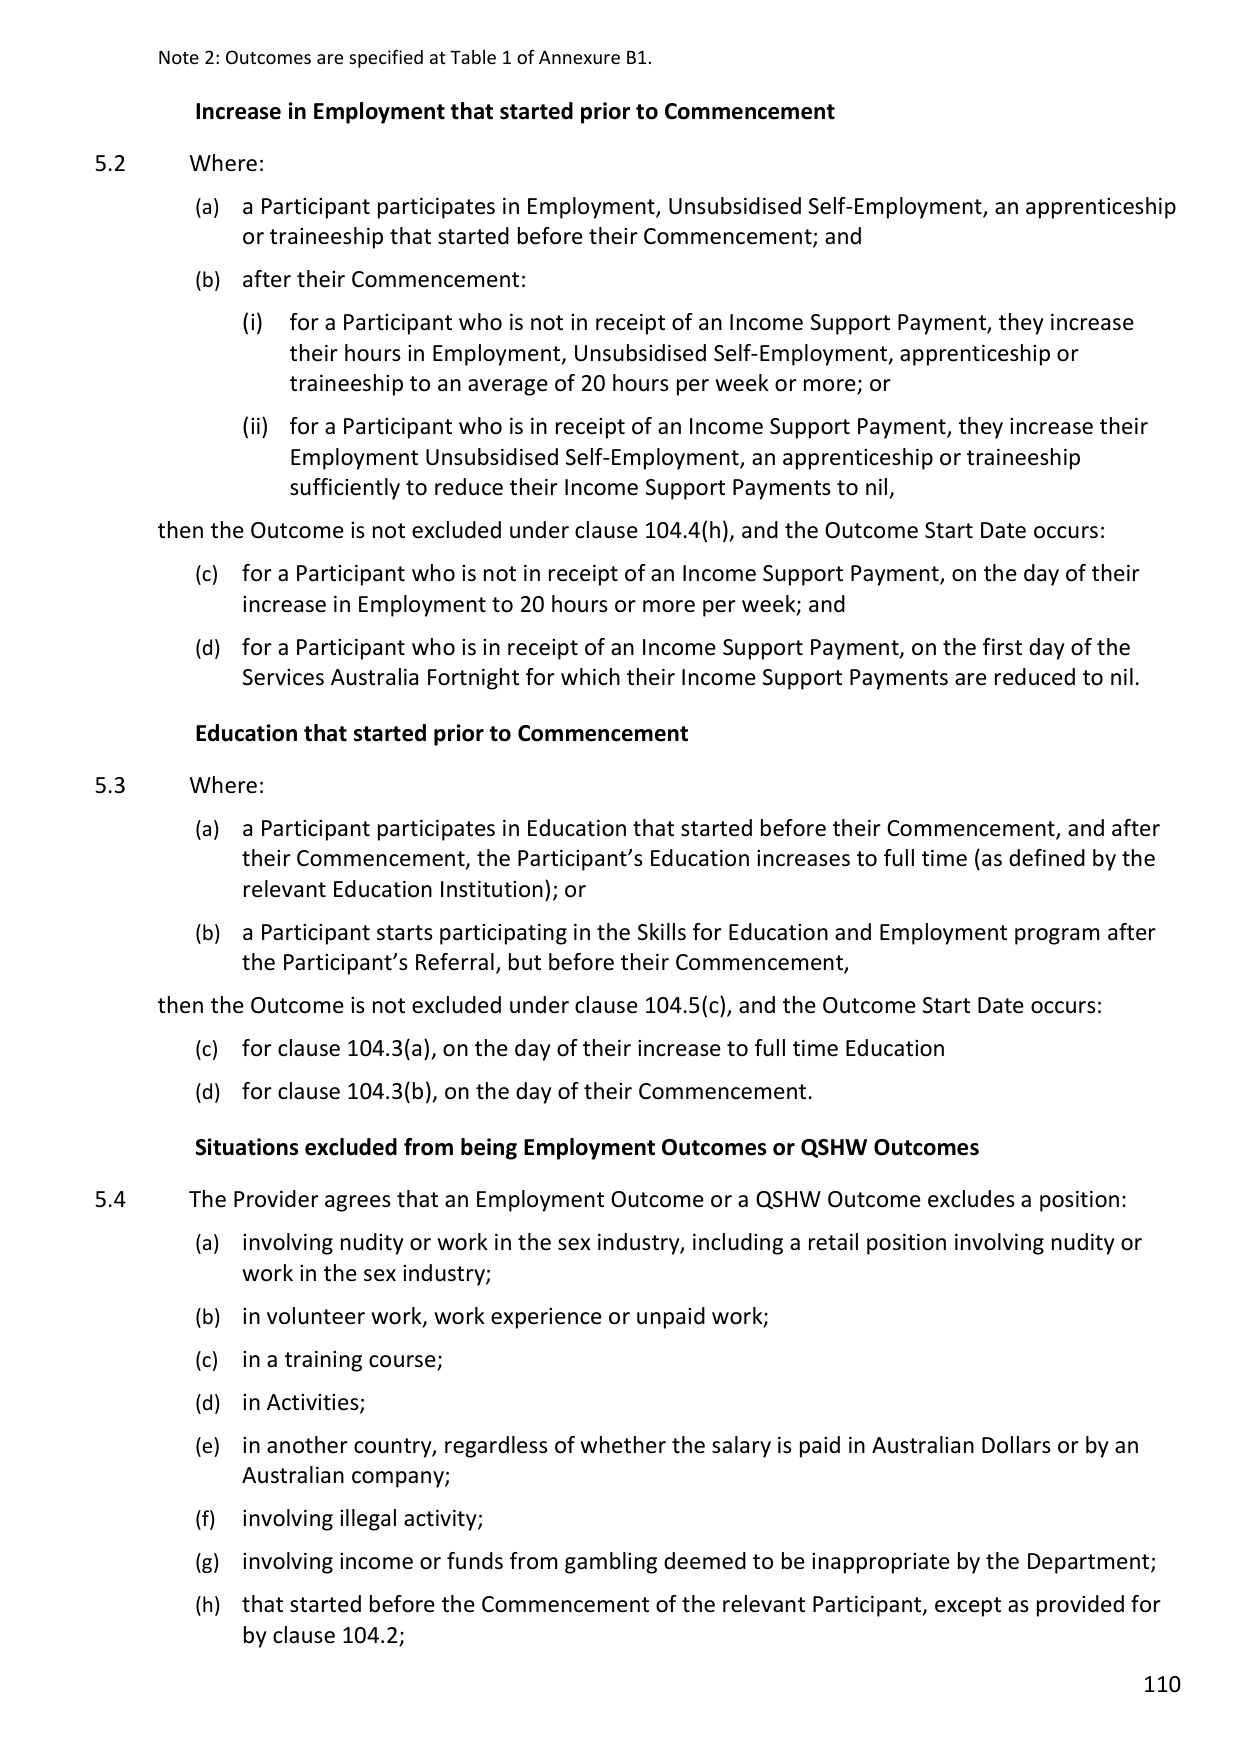 Note 2: Outcomes are specified at Table 1 of Annexure B1.
Increase in Employment that started prior to Commencement
5.2 Where:
(a) a Participant participates in Employment, Unsubsidised Self-Employment, an apprenticeship
or traineeship that started before their Commencement; and
(b) after their Commencement:
(i) for a Participant who is not in receipt of an Income Support Payment, they increase
their hours in Employment, Unsubsidised Self-Employment, apprenticeship or
traineeship to an average of 20 hours per week or more; or
(ii) for a Participant who is in receipt of an Income Support Payment, they increase their
Employment Unsubsidised Self-Employment, an apprenticeship or traineeship
sufficiently to reduce their Income Support Payments to nil,
then the Outcome is not excluded under clause 104.4(h), and the Outcome Start Date occurs:
(c) for a Participant who is not in receipt of an Income Support Payment, on the day of their
increase in Employment to 20 hours or more per week; and
(d) for a Participant who is in receipt of an Income Support Payment, on the first day of the
Services Australia Fortnight for which their Income Support Payments are reduced to nil.
Education that started prior to Commencement
5.3 Where:
(a) a Participant participates in Education that started before their Commencement, and after
their Commencement, the Participant’s Education increases to full time (as defined by the
relevant Education Institution); or
(b) a Participant starts participating in the Skills for Education and Employment program after
the Participant’s Referral, but before their Commencement,
then the Outcome is not excluded under clause 104.5(c), and the Outcome Start Date occurs:
(c) for clause 104.3(a), on the day of their increase to full time Education
(d) for clause 104.3(b), on the day of their Commencement.
Situations excluded from being Employment Outcomes or QSHW Outcomes
5.4 The Provider agrees that an Employment Outcome or a QSHW Outcome excludes a position:
(a) involving nudity or work in the sex industry, including a retail position involving nudity or
work in the sex industry;
(b) in volunteer work, work experience or unpaid work;
(c) in a training course;
(d) in Activities;
(e) in another country, regardless of whether the salary is paid in Australian Dollars or by an
Australian company;
(f) involving illegal activity;
(g) involving income or funds from gambling deemed to be inappropriate by the Department;
(h) that started before the Commencement of the relevant Participant, except as provided for
by clause 104.2;
110